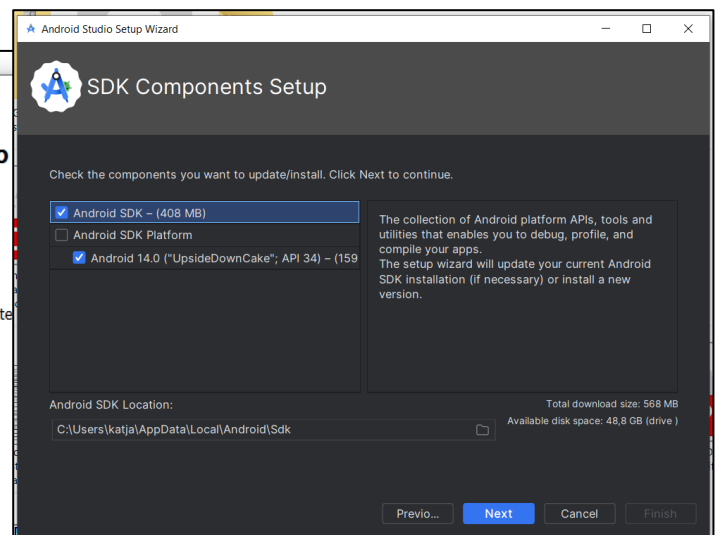 Android Studio Setup Wizard
SDK Components Setup
Check the components you want to update/install. Click Next to continue.
Android SDK – (408 MB)
Android SDK Platform
Android 14.0 ("UpsideDownCake"; API 34) – (159
The collection of Android platform APIs, tools and
utilities that enables you to debug, profile, and
compile your apps.
The setup wizard will update your current Android
SDK installation (if necessary) or install a new
version.
Android SDK Location:
Total download size: 568 MB
C:\Users\katja\AppData\Local\Android\Sdk
Available disk space: 48,8 GB (drive )
Previo... Next Cancel Finish